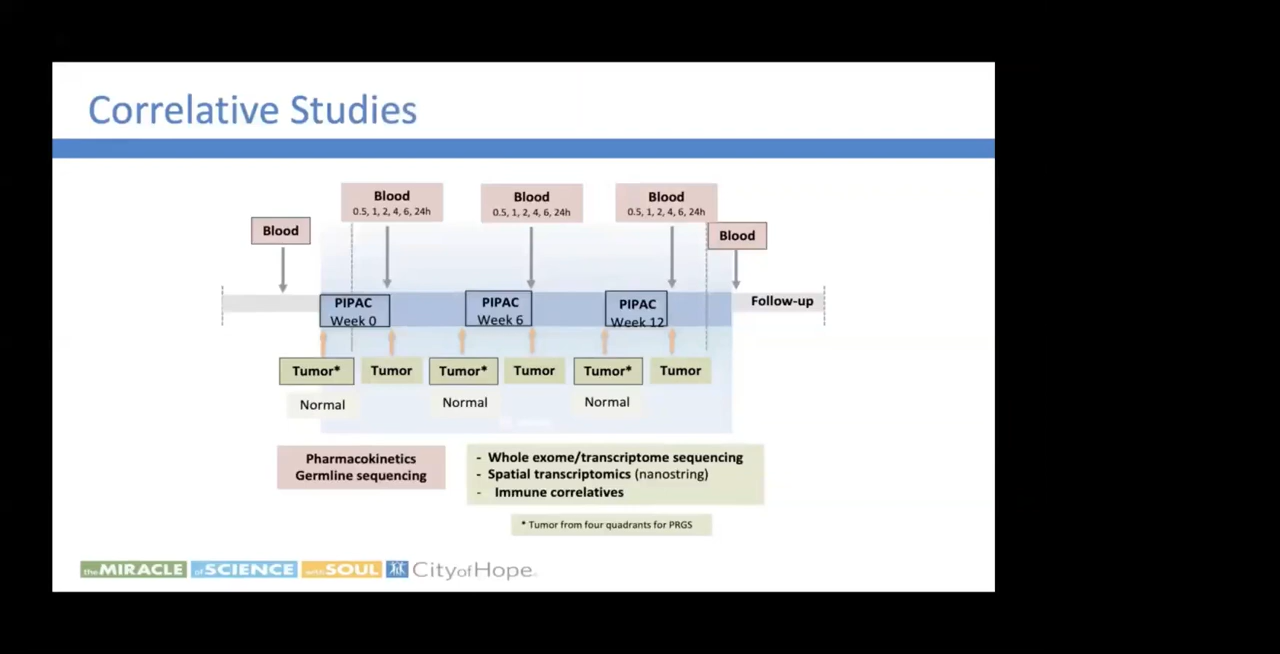 Correlative Studies
Blood
0.5, 1, 2, 4, 6, 24h
Blood
0.5, 1, 2, 4, 6, 24h
Blood
0.5, 1, 2, 4, 6, 24h
Blood
Blood
PIPAC
Week 0
PIPAC
Week 6
PIPAC
Week 12
Follow-up
Tumor*
Tumor
Tumor*
Tumor
Tumor*
Tumor
Normal
Normal
Normal
Pharmacokinetics
Germline sequencing
- Whole exome/transcriptome sequencing
- Spatial transcriptomics (nanostring)
- Immune correlatives
* Tumor from four quadrants for PRGS
the MIRACLE of SCIENCE with SOUL City of Hope.